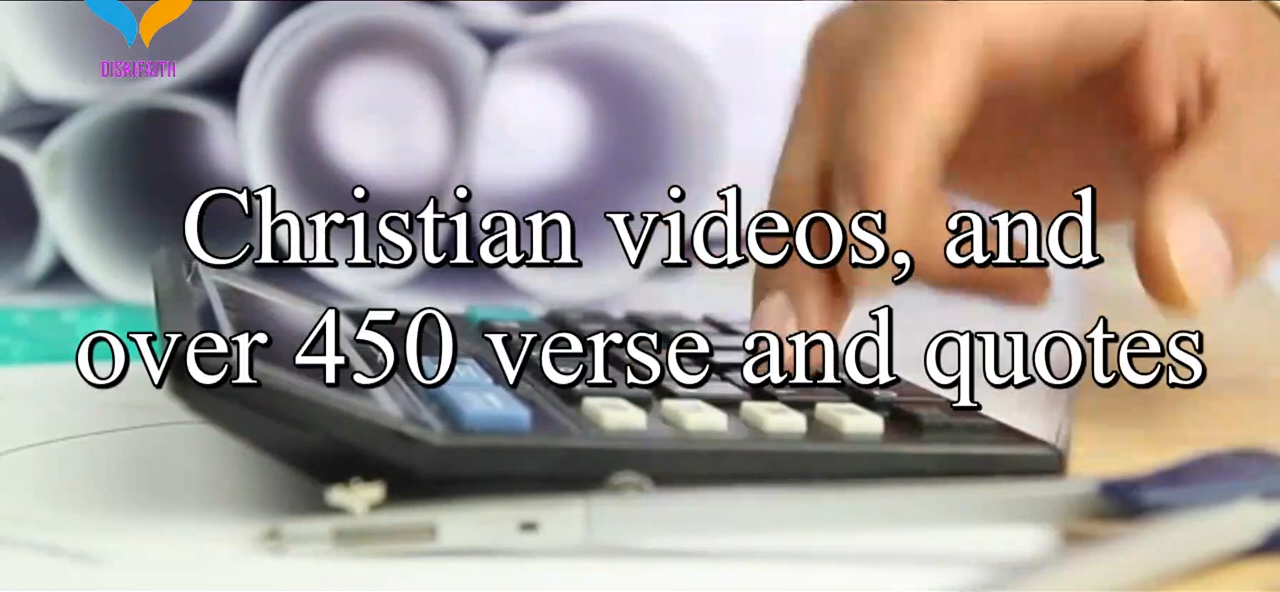 Christian videos, and
over 450 verse and quotes